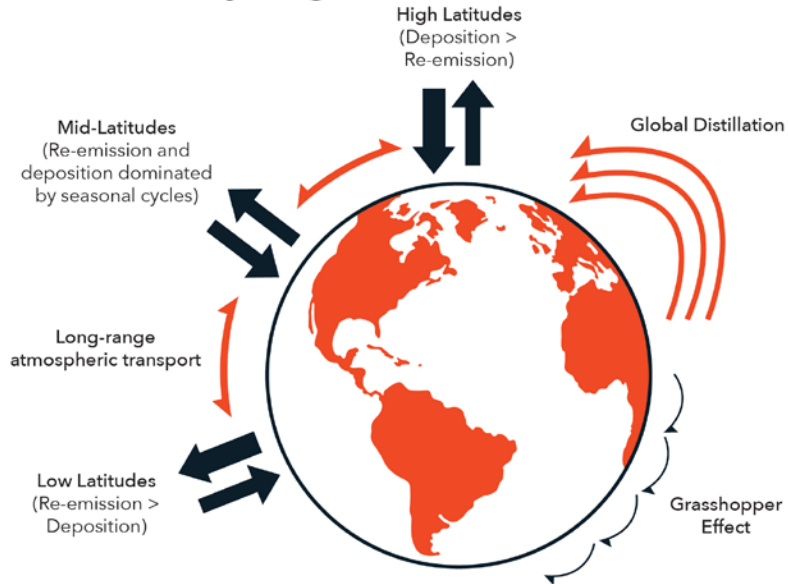 High Latitudes
(Deposition >
Re-emission)
Mid-Latitudes
(Re-emission and
deposition dominated
by seasonal cycles)
Global Distillation
Long-range
atmospheric transport
Low Latitudes
(Re-emission >
Deposition)
Grasshopper
Effect